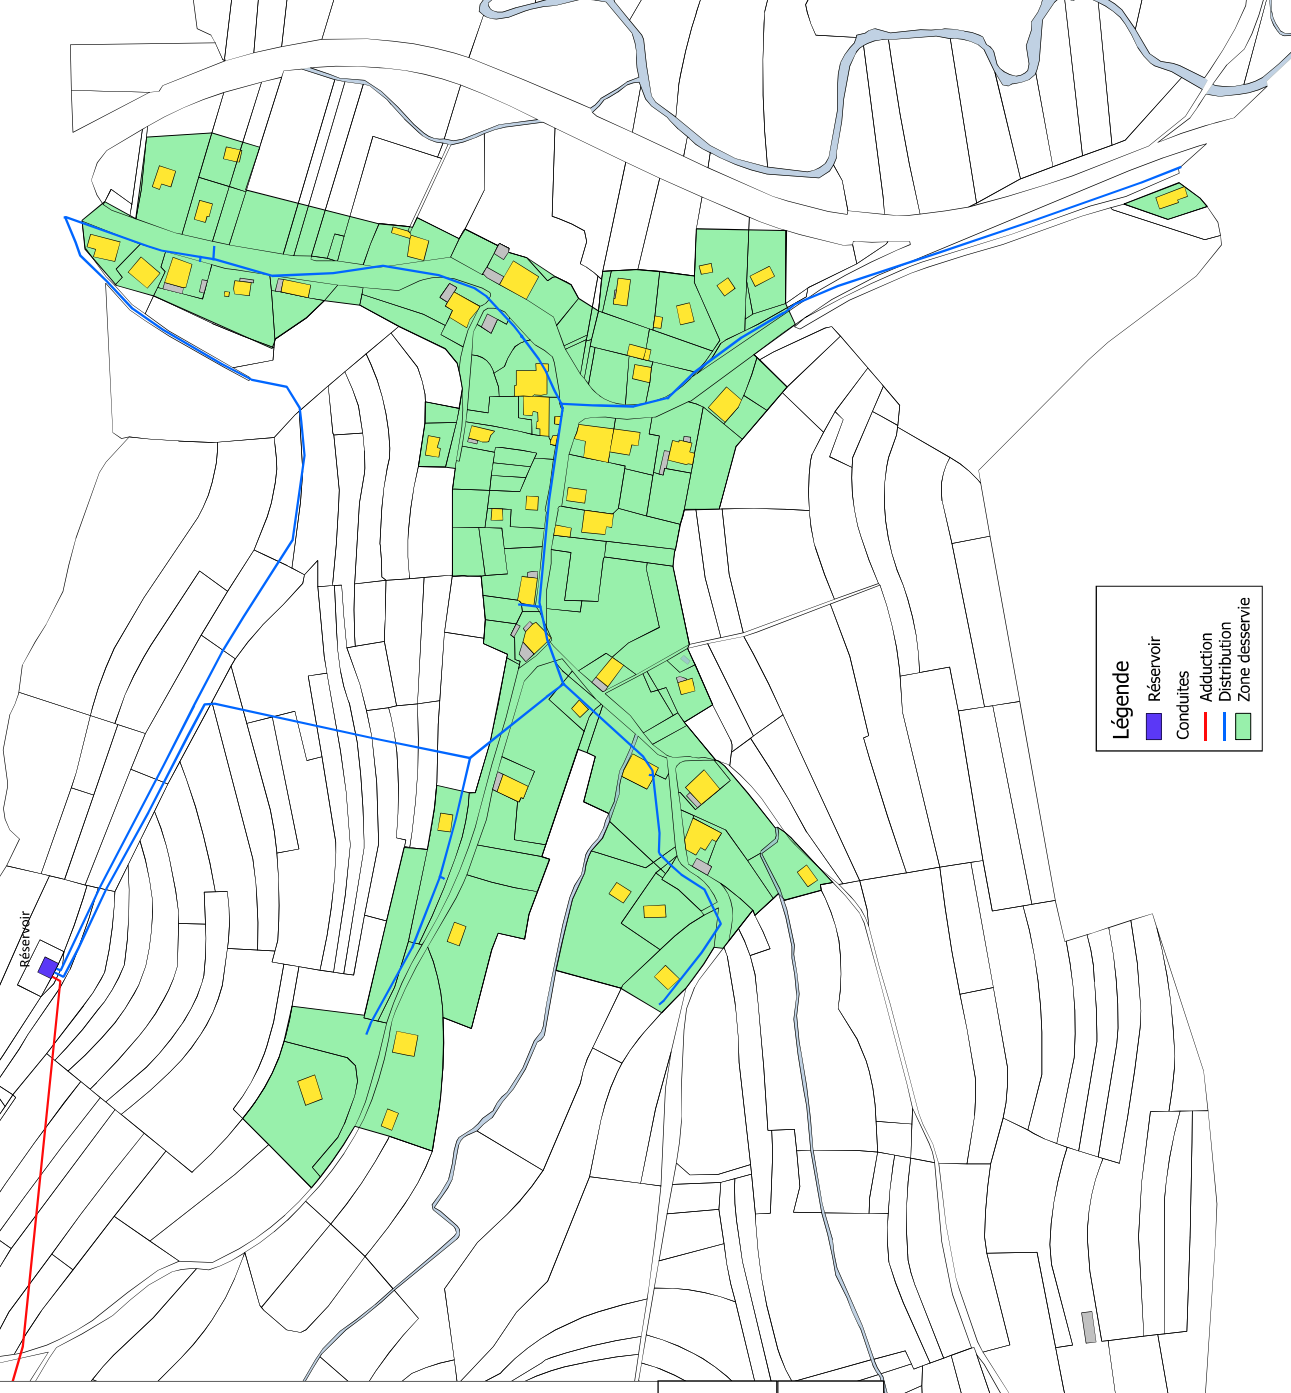 Réservoir
Légende
Réservoir
Conduites
Adduction
Distribution
Zone desservie